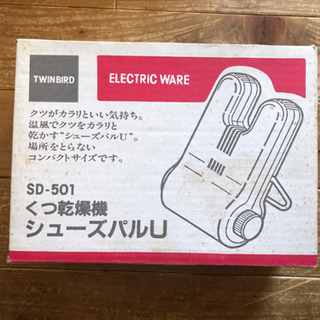 TWINBIRD
ELECTRIC WARE
クツがカラリといい気持ち。
温風でクツをカラリと
乾かす“シューズパルU”。
場所をとらない
コンパクトサイズです。
SD-501
くつ乾燥機
シューズパルU